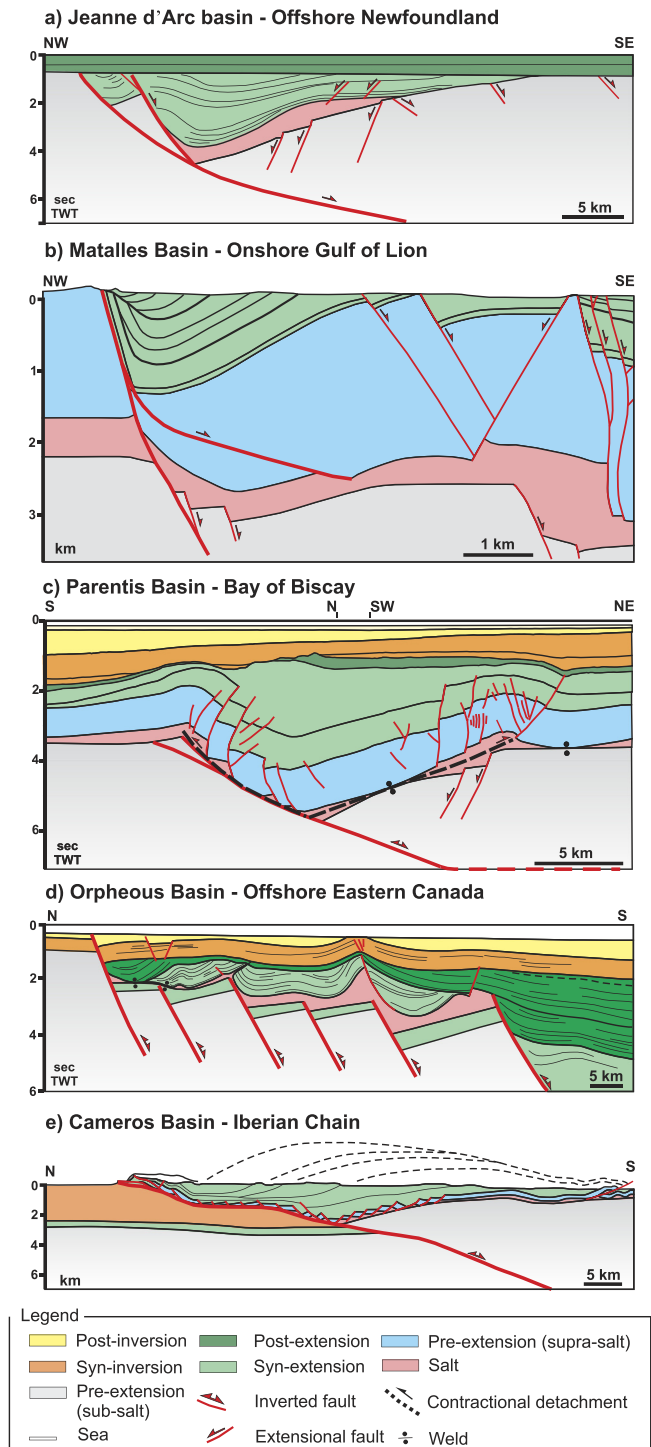 a) Jeanne d’Arc basin - Offshore Newfoundland
NW SE
0
2
4
6
sec
TWT
5 km
b) Matalles Basin - Onshore Gulf of Lion
NW SE
0
1
2
3
km
1 km
c) Parentis Basin - Bay of Biscay
S N SW NE
0
2
4
6
sec
TWT
5 km
d) Orpheous Basin - Offshore Eastern Canada
N S
0
2
4
6
sec
TWT
5 km
e) Cameros Basin - Iberian Chain
N S
0
2
4
6
km
5 km
Legend
Post-inversion Post-extension Pre-extension (supra-salt)
Syn-inversion Syn-extension Salt
Pre-extension
(sub-salt)
Inverted fault Contractional detachment
Sea Extensional fault Weld